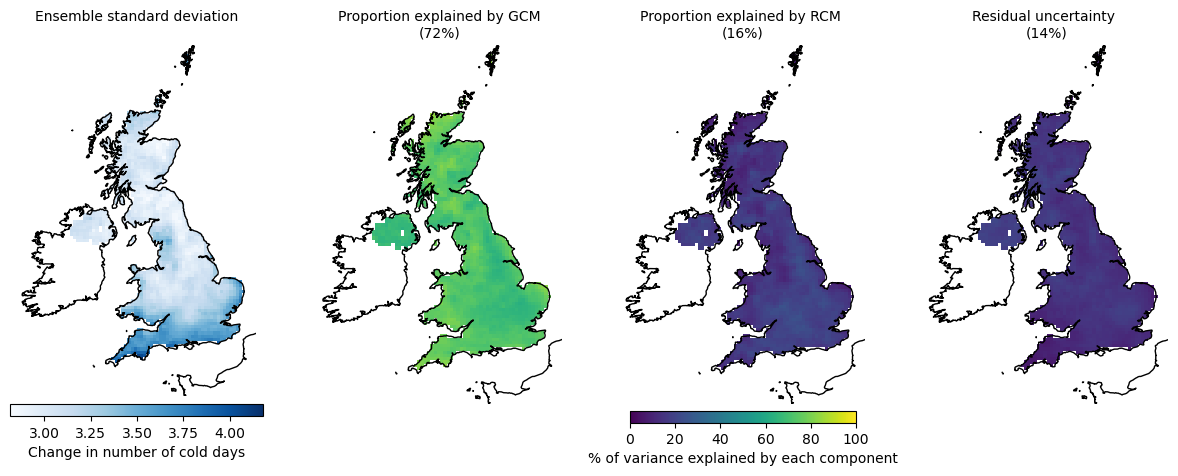 Ensemble standard deviation
Proportion explained by GCM
(72%)
Proportion explained by RCM
(16%)
Residual uncertainty
(14%)
3.00 3.25 3.50 3.75 4.00
Change in number of cold days
0 20 40 60 80 100
% of variance explained by each component